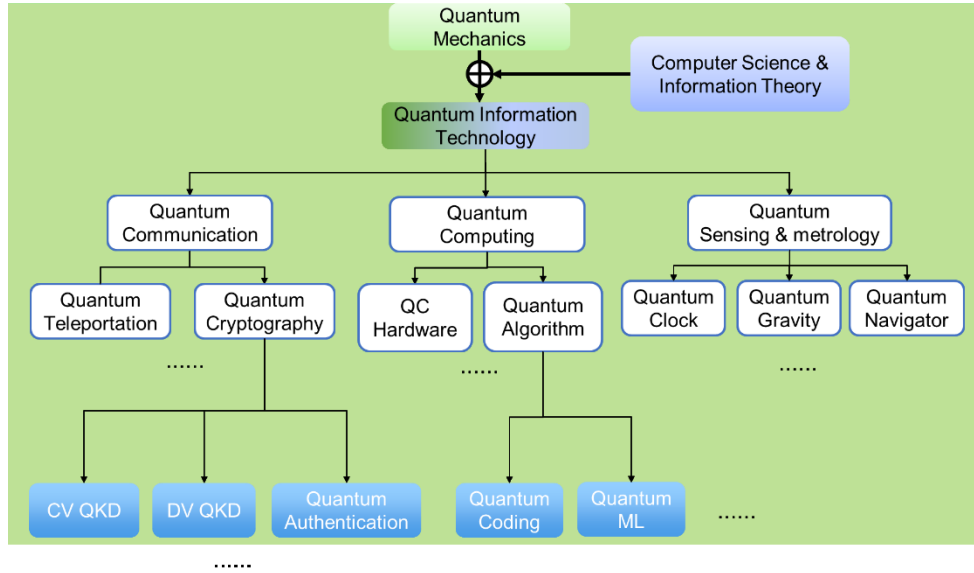 Quantum
Mechanics
Computer Science &
Information Theory
Quantum Information
Technology
Quantum
Communication
Quantum
Computing
Quantum
Sensing & metrology
Quantum
Teleportation
Quantum
Cryptography
QC
Hardware
Quantum
Algorithm
Quantum
Clock
Quantum
Gravity
Quantum
Navigator
......
......
......
CV QKD
DV QKD
Quantum
Authentication
Quantum
Coding
Quantum
ML
......
......